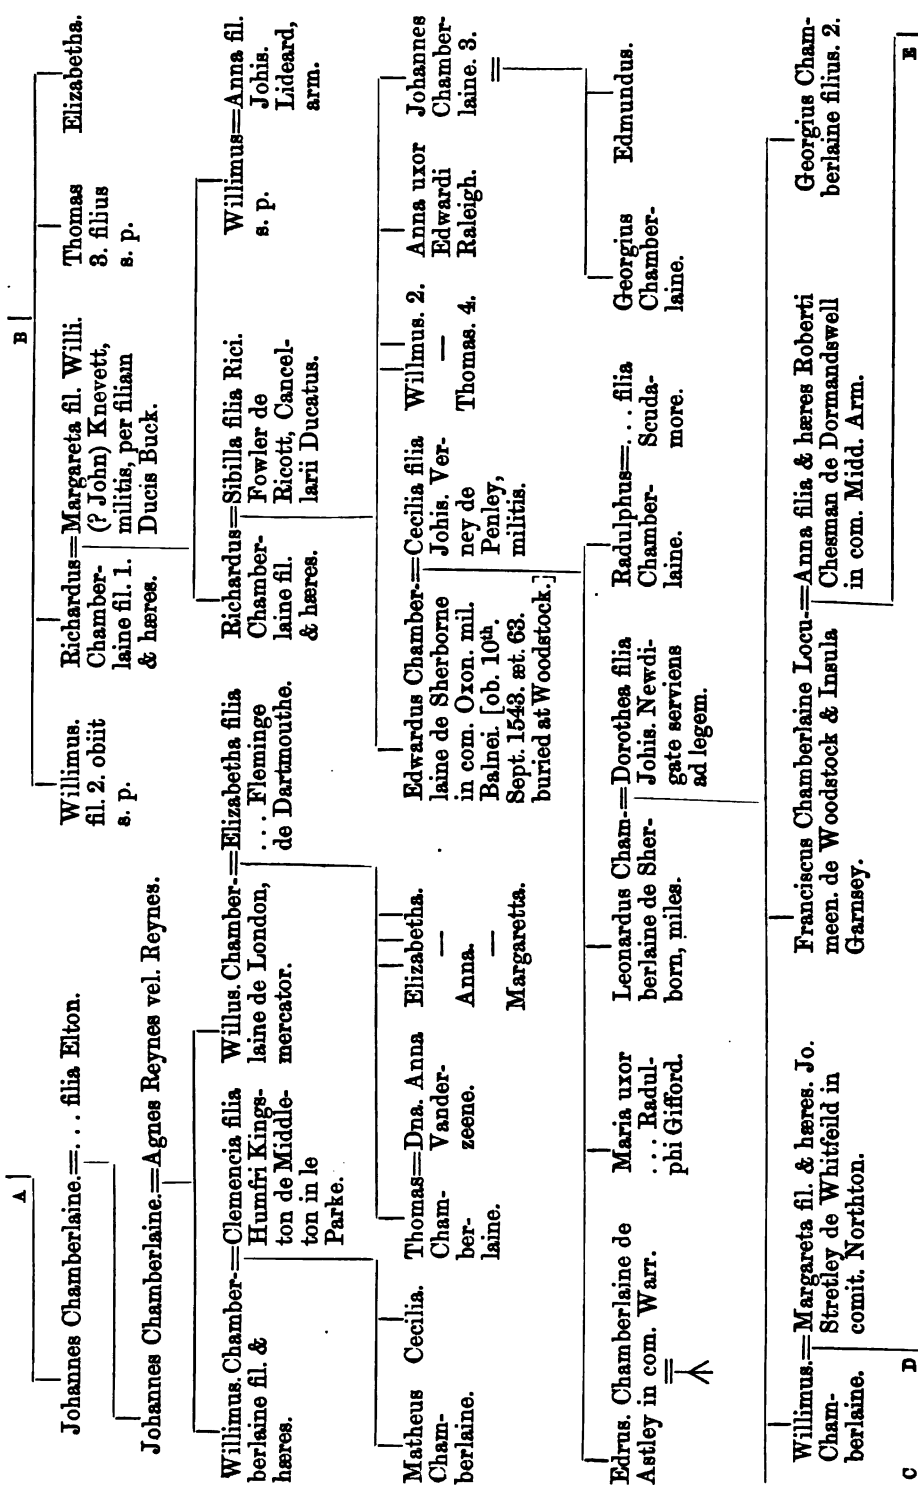 A
B
Johannes Chamberlaine.=... filia Elton.
Willimus.
fil. 2. obiit
s. p.
Richardus=Margareta fil. Willi.
Chamber- (? John) Knevett,
laine fil. 1. militis, per filiam
& hæres. Ducis Buck.
Thomas
3. filius
s. p.
Elizabetha.
Johannes Chamberlaine.=Agnes Reynes vel. Reynes.
Willimus. Chamber-=Clemencia filia
berlaine fil. & Humfri Kings-
hæres. ton de Middle-
ton in le
Parke.
Willus. Chamber-=Elizabetha filia
laine de London, ... Fleminge
mercator. de Dartmouthe.
Richardus=Sibilla filia Rici.
Chamber- Fowler de
laine fil. Ricott, Cancel-
& hæres. larii Ducatus.
Willimus=Anna fil.
s. p. Johis.
Lideard,
arm.
Matheus
Cham-
berlaine.
Cecilia.
Thomas=Dna. Anna
Cham- Vander-
ber- zeene.
laine.
Elizabetha.
—
Anna.
—
Margaretta.
Edwardus Chamber-=Cecilia filia
laine de Sherborne Johis. Ver-
in com. Oxon. mil. ney de
Balnei. [ob. 10th. Penley,
Sept. 1543. æt. 63. militis.
buried at Woodstock.]
Willmus. 2.
—
Thomas. 4.
Anna uxor
Edwardi
Raleigh.
Johannes
Chamber-
laine. 3.
Edrus. Chamberlaine de
Astley in com. Warr.
Maria uxor
... Radul-
phi Gifford.
Leonardus Cham-=Dorothea filia
berlaine de Sher- Johis. Newdi-
born, miles. gate serviens
ad legem.
Radulphus=... filia
Chamber- Scuda-
laine. more.
Georgius
Chamber-
laine.
Edmundus.
Willimus.=Margareta fil. & hæres. Jo.
Cham- Stretley de Whitfeild in
berlaine. comit. Northton.
Franciscus Chamberlaine Locu-=Anna filia & hæres Roberti
meen. de Woodstock & Insula Chesman de Dormandswell
Garnsey. in com. Midd. Arm.
Georgius Cham-
berlaine filius. 2.
C
D
E